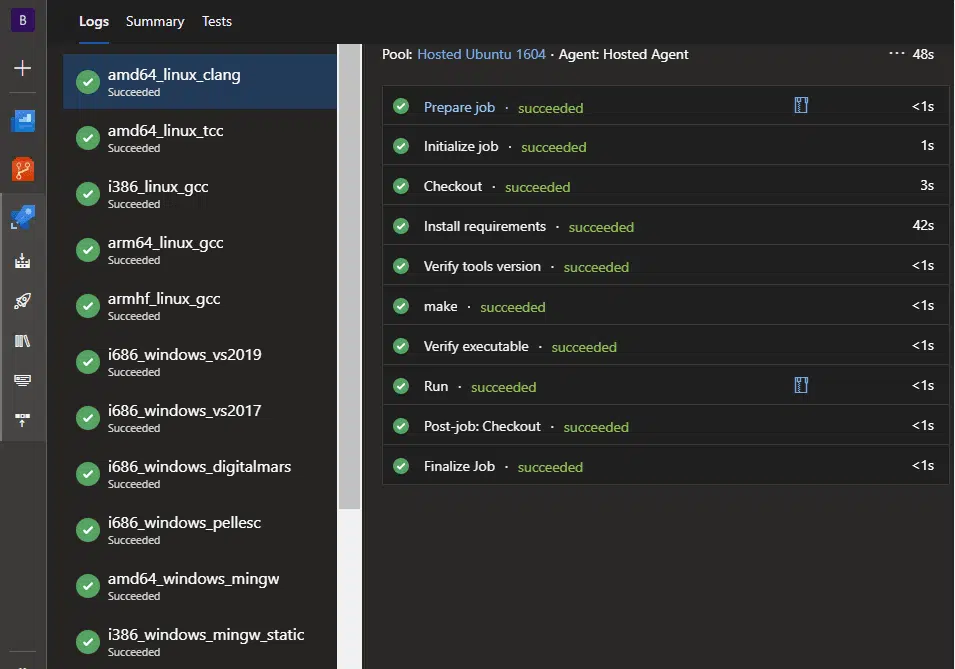 B
Logs Summary Tests
amd64_linux_clang
Succeeded
amd64_linux_tcc
Succeeded
i386_linux_gcc
Succeeded
arm64_linux_gcc
Succeeded
armhf_linux_gcc
Succeeded
i686_windows_vs2019
Succeeded
i686_windows_vs2017
Succeeded
i686_windows_digitalmars
Succeeded
i686_windows_pellesc
Succeeded
amd64_windows_mingw
Succeeded
i386_windows_mingw_static
Succeeded
Pool: Hosted Ubuntu 1604 · Agent: Hosted Agent ··· 48s
Prepare job · succeeded <1s
Initialize job · succeeded 1s
Checkout · succeeded 3s
Install requirements · succeeded 42s
Verify tools version · succeeded <1s
make · succeeded <1s
Verify executable · succeeded <1s
Run · succeeded <1s
Post-job: Checkout · succeeded <1s
Finalize Job · succeeded <1s